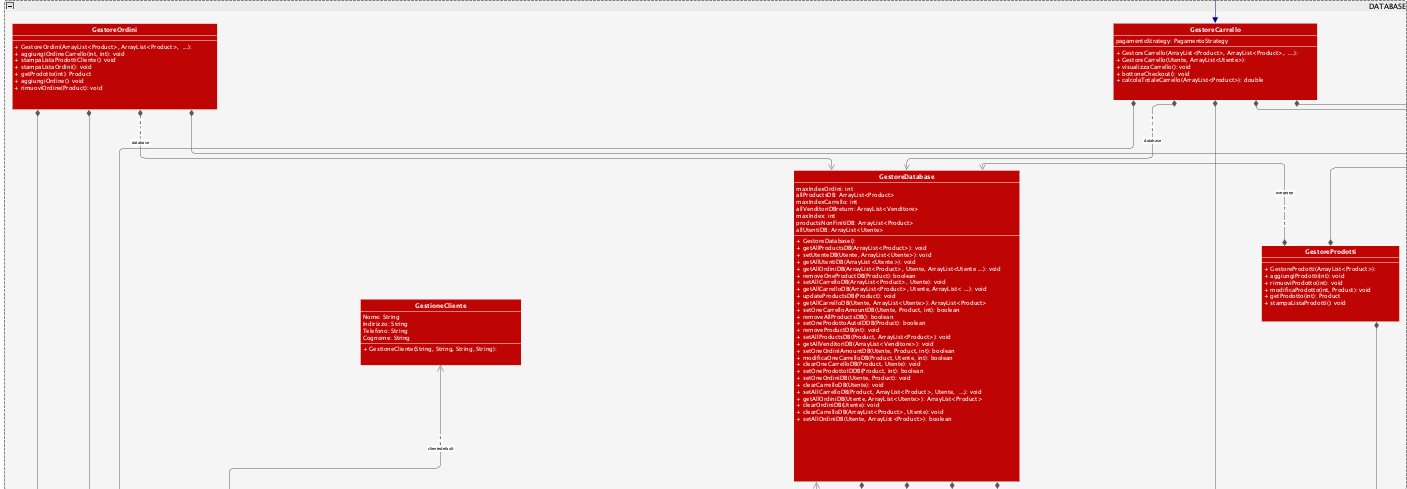 DATABASE
GestoreOrdini
+ GestoreOrdini(ArrayList<Product>, ArrayList<Product>, ...):
+ aggiungiOrdineCarrello(int, int): void
+ stampaListaProdottiCliente(): void
+ stampaListaOrdini(): void
+ getProdotto(int): Product
+ aggiungiOrdine(): void
+ rimuoviOrdine(Product): void
GestoreCarrello
pagamentoStrategy: PagamentoStrategy
+ GestoreCarrello(ArrayList<Product>, ArrayList<Product>, ...):
+ GestoreCarrello(Utente, ArrayList<Utente>):
+ visualizzaCarrello(): void
+ bottoneCheckout(): void
+ calcolaTotaleCarrello(ArrayList<Product>): double
database
database
GestoreDatabase
maxIndexOrdini: int
allProductsDB: ArrayList<Product>
maxIndexCarrello: int
allVenditoriDBreturn: ArrayList<Venditore>
maxIndex: int
productsNonFinitiDB: ArrayList<Product>
allUtentiDB: ArrayList<Utente>
+ GestoreDatabase():
+ getAllProductsDB(ArrayList<Product>): void
+ setUtenteDB(Utente, ArrayList<Utente>): void
+ getAllUtentiDB(ArrayList<Utente>): void
+ getAllOrdiniDB(ArrayList<Product>, Utente, ArrayList<Utente ...): void
+ removeOneProductDB(Product): boolean
+ setAllCarrelloDB(ArrayList<Product>, Utente): void
+ getAllCarrelloDB(ArrayList<Product>, Utente, ArrayList< ...): void
+ updateProductsDB(Product): void
+ getAllCarrelloDB(Utente, ArrayList<Utente>): ArrayList<Product>
+ setOneCarrelloAmountDB(Utente, Product, int): boolean
+ removeAllProductsDB(): boolean
+ setOneProdottoAutoIDDB(Product): boolean
+ removeProductDB(int): void
+ setAllProductsDB(Product, ArrayList<Product>): void
+ getAllVenditoriDB(ArrayList<Venditore>): void
+ setOneOrdiniAmountDB(Utente, Product, int): boolean
+ modificaOneCarrelloDB(Product, Utente, int): boolean
+ clearOneCarrelloDB(Product, Utente): void
+ setOneProdottoIDDB(Product, int): boolean
+ setOneOrdiniDB(Utente, Product): void
+ clearCarrelloDB(Utente): void
+ setAllCarrelloDB(Product, ArrayList<Product>, Utente, ...): void
+ getAllOrdiniDB(Utente, ArrayList<Utente>): ArrayList<Product>
+ clearOrdiniDB(Utente): void
+ clearCarrelloDB(ArrayList<Product>, Utente): void
+ setAllOrdiniDB(Utente, ArrayList<Product>): boolean
GestoreProdotti
+ GestoreProdotti(ArrayList<Product>):
+ aggiungiProdotti(int): void
+ rimuoviProdotto(int): void
+ modificaProdotto(int, Product): void
+ getProdotto(int): Product
+ stampaListaProdotti(): void
GestioneCliente
Nome: String
Indirizzo: String
Telefono: String
Cognome: String
+ GestioneCliente(String, String, String, String):